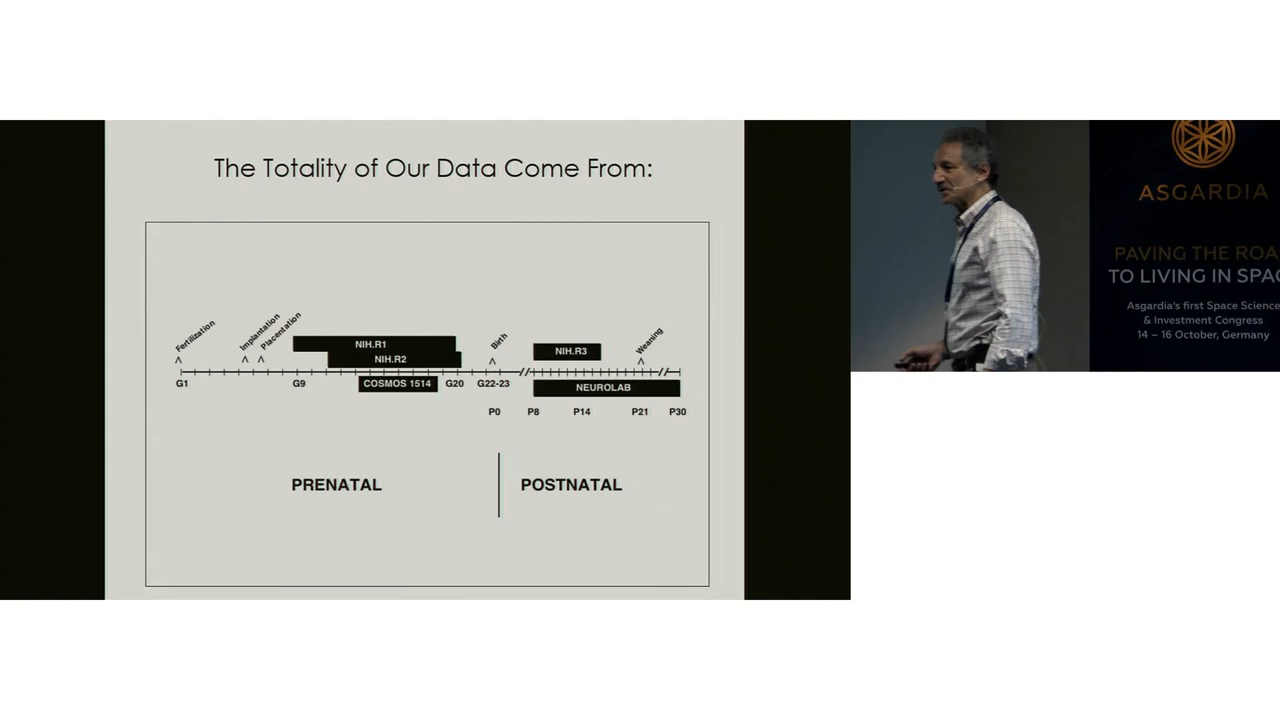 The Totality of Our Data Come From:
Fertilization
Implantation
Placentation
NIH.R1
NIH.R2
Birth
NIH.R3
Weaning
G1
G9
COSMOS 1514
G20
G22-23
NEUROLAB
P0
P8
P14
P21
P30
PRENATAL
POSTNATAL
ASGARDIA
PAVING THE ROA
TO LIVING IN SPAC
Asgardia's first Space Science
& Investment Congress
14 – 16 October, Germany